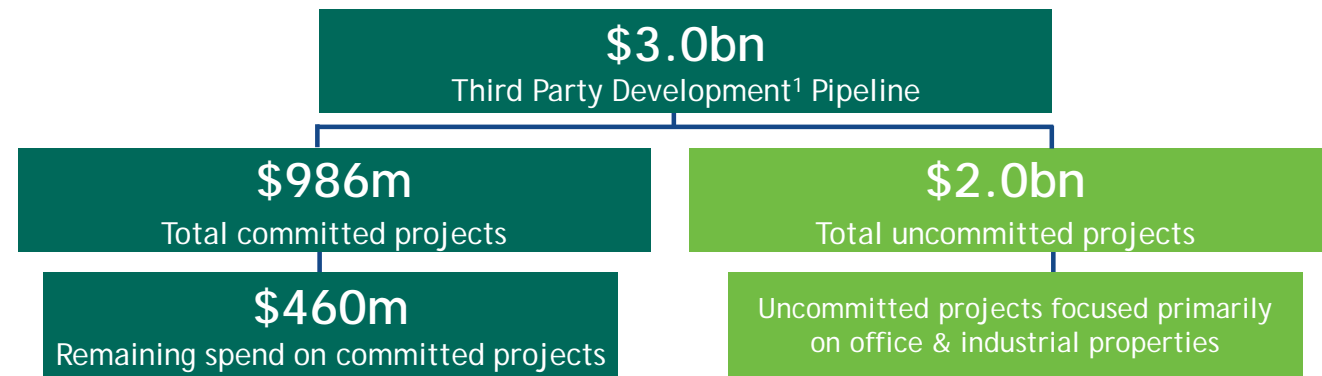 $3.0bn
Third Party Development¹ Pipeline
$986m
Total committed projects
$2.0bn
Total uncommitted projects
$460m
Remaining spend on committed projects
Uncommitted projects focused primarily
on office & industrial properties